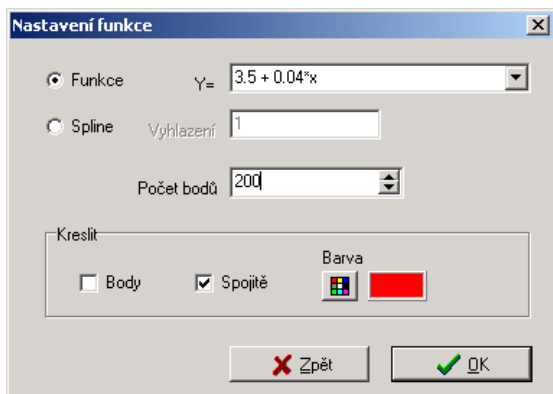 Nastavení funkce
Funkce Y= 3.5 + 0.04*x
Spline Vyhlazení 1
Počet bodů 200
Kreslit
Barva
Body Spojitě
Zpět OK